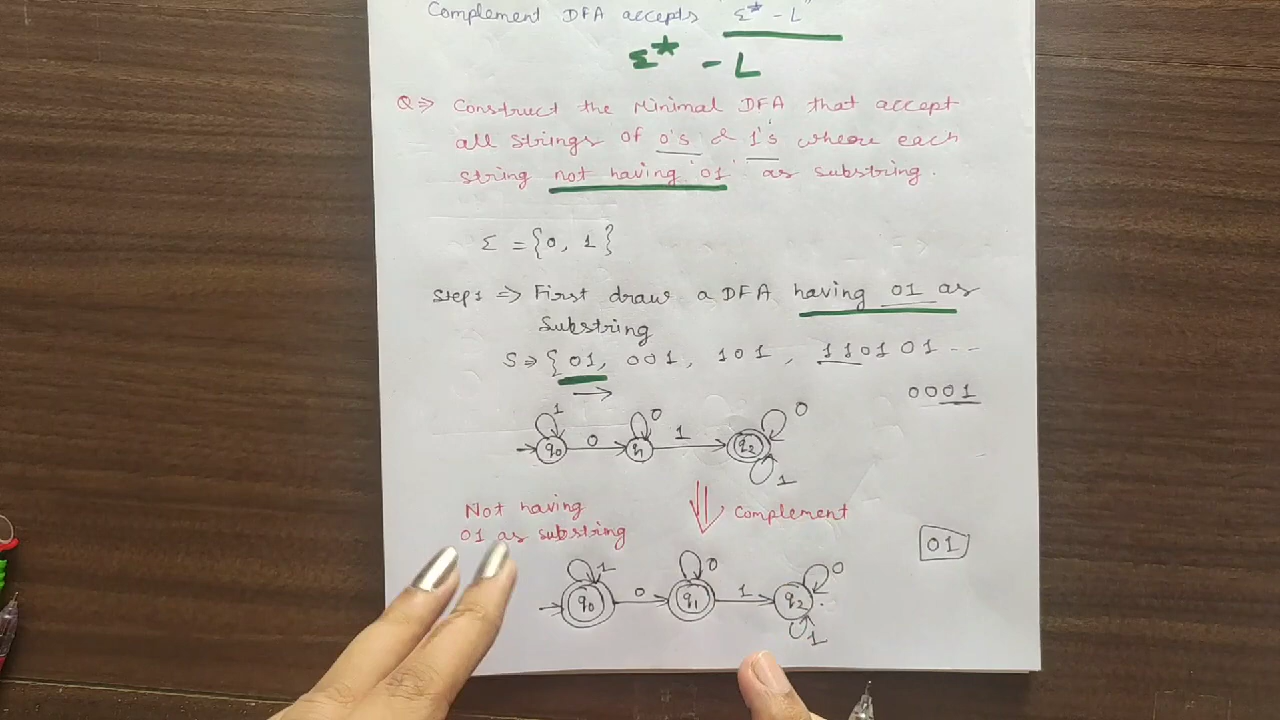 Complement DFA accepts "Σ* - L"
Σ* - L
Q⇒ Construct the Minimal DFA that accept
all strings of 0's & 1's where each
string not having '01' as substring.
Σ = {0, 1}
Step1 ⇒ First draw a DFA having 01 as
Substring
S ⇒ { 01, 001, 101, 110101 ---
0001
1 0 0
q0 0 q1 1 q2
1
Not having
01 as substring
Complement
01
1 0 0
q0 0 q1 1 q2
1